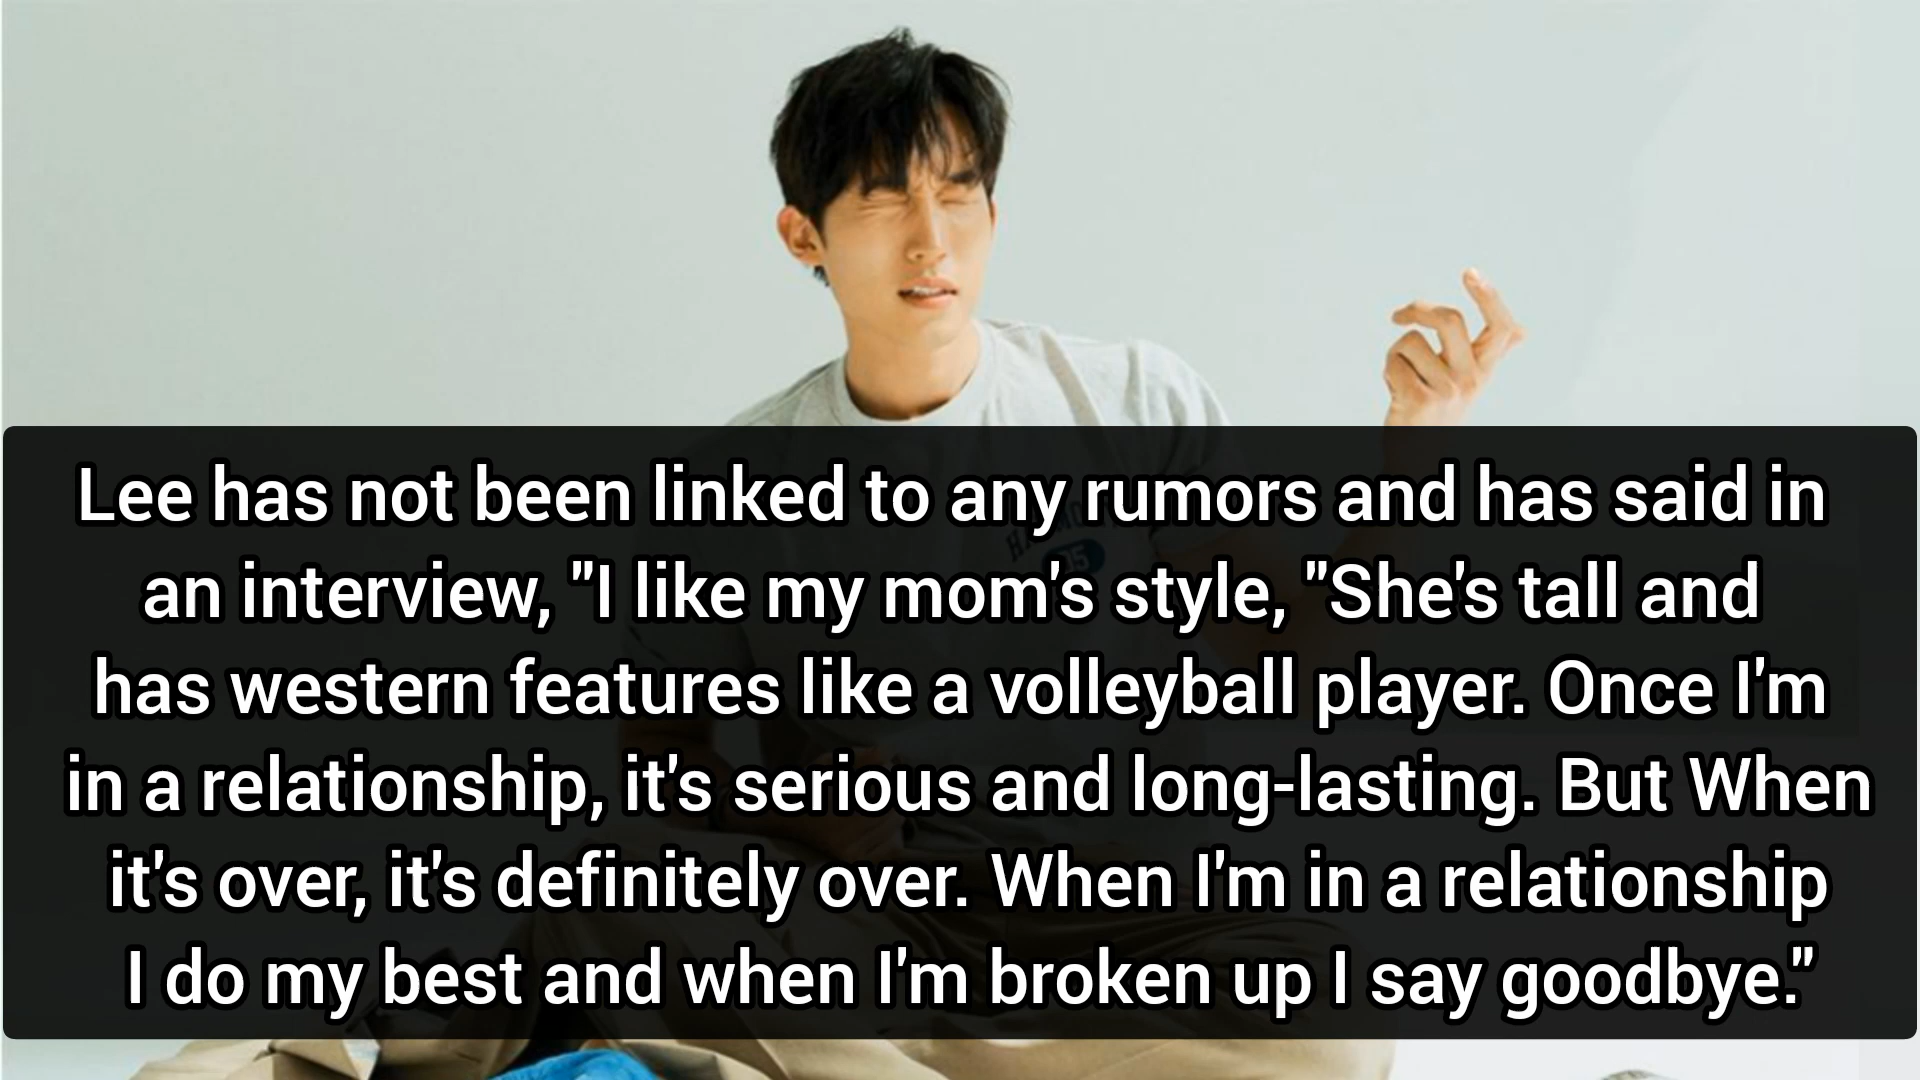 Lee has not been linked to any rumors and has said in
an interview, "I like my mom's style, "She's tall and
has western features like a volleyball player. Once I'm
in a relationship, it's serious and long-lasting. But When
it's over, it's definitely over. When I'm in a relationship
I do my best and when I'm broken up I say goodbye."